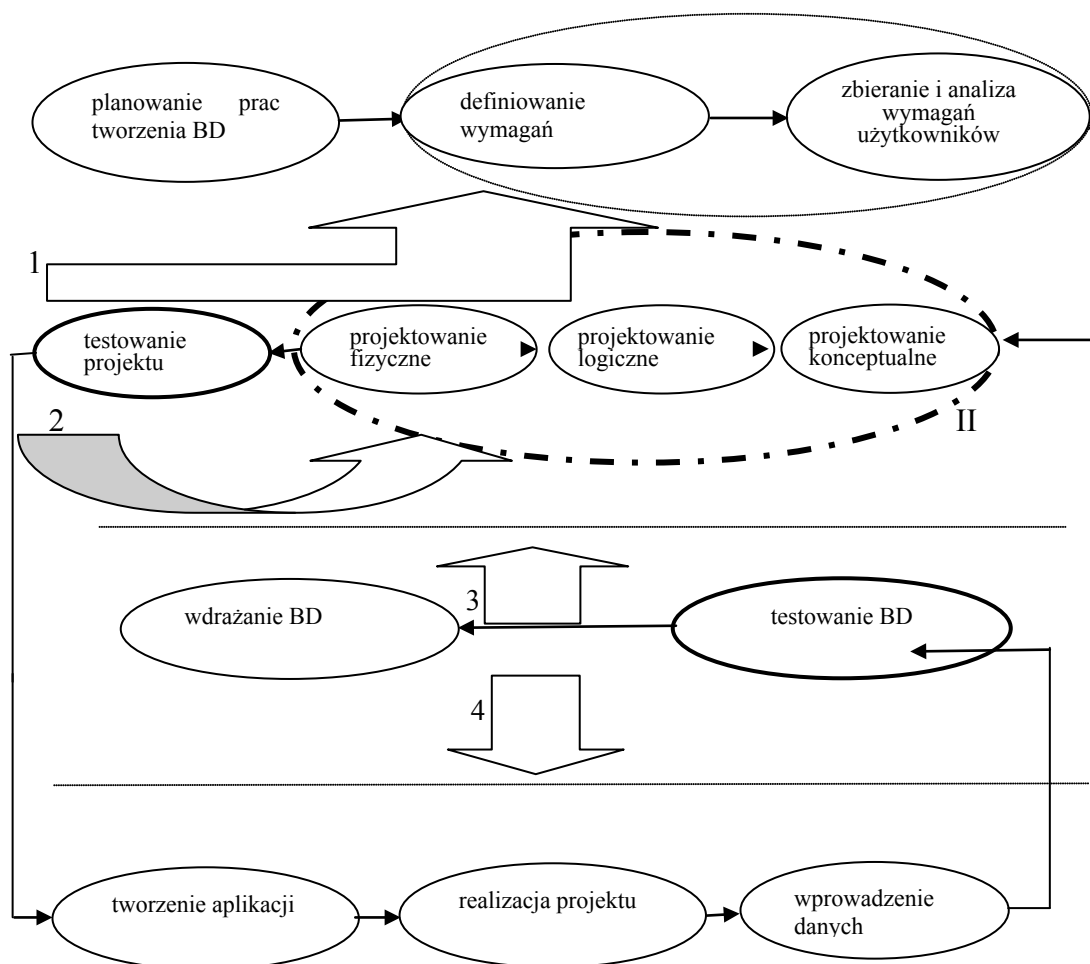 planowanie prac
tworzenia BD
definiowanie
wymagań
zbieranie i analiza
wymagań
użytkowników
1
testowanie
projektu
projektowanie
fizyczne
projektowanie
logiczne
projektowanie
konceptualne
2
II
wdrażanie BD
3
testowanie BD
4
tworzenie aplikacji
realizacja projektu
wprowadzenie
danych